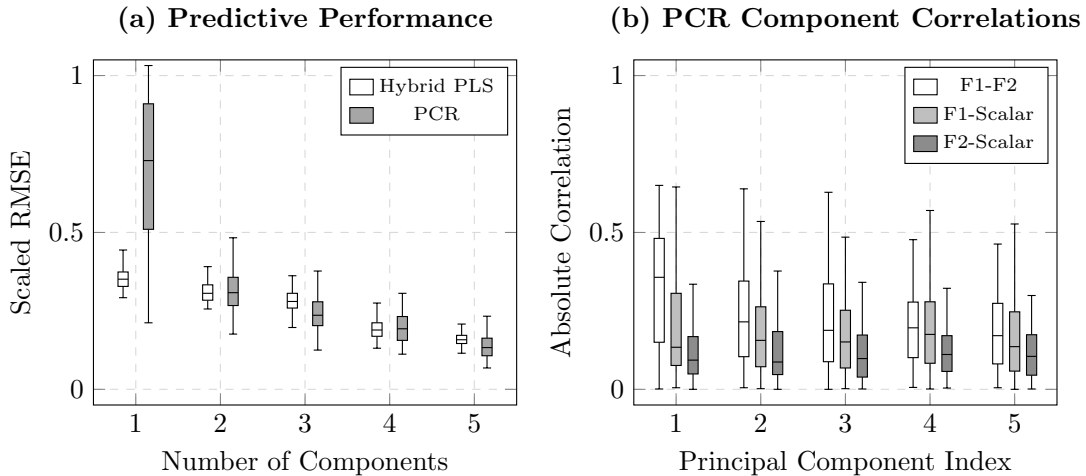 (a) Predictive Performance
Scaled RMSE
1
0.5
0
Hybrid PLS
PCR
1 2 3 4 5
Number of Components
(b) PCR Component Correlations
Absolute Correlation
1
0.5
0
F1-F2
F1-Scalar
F2-Scalar
1 2 3 4 5
Principal Component Index